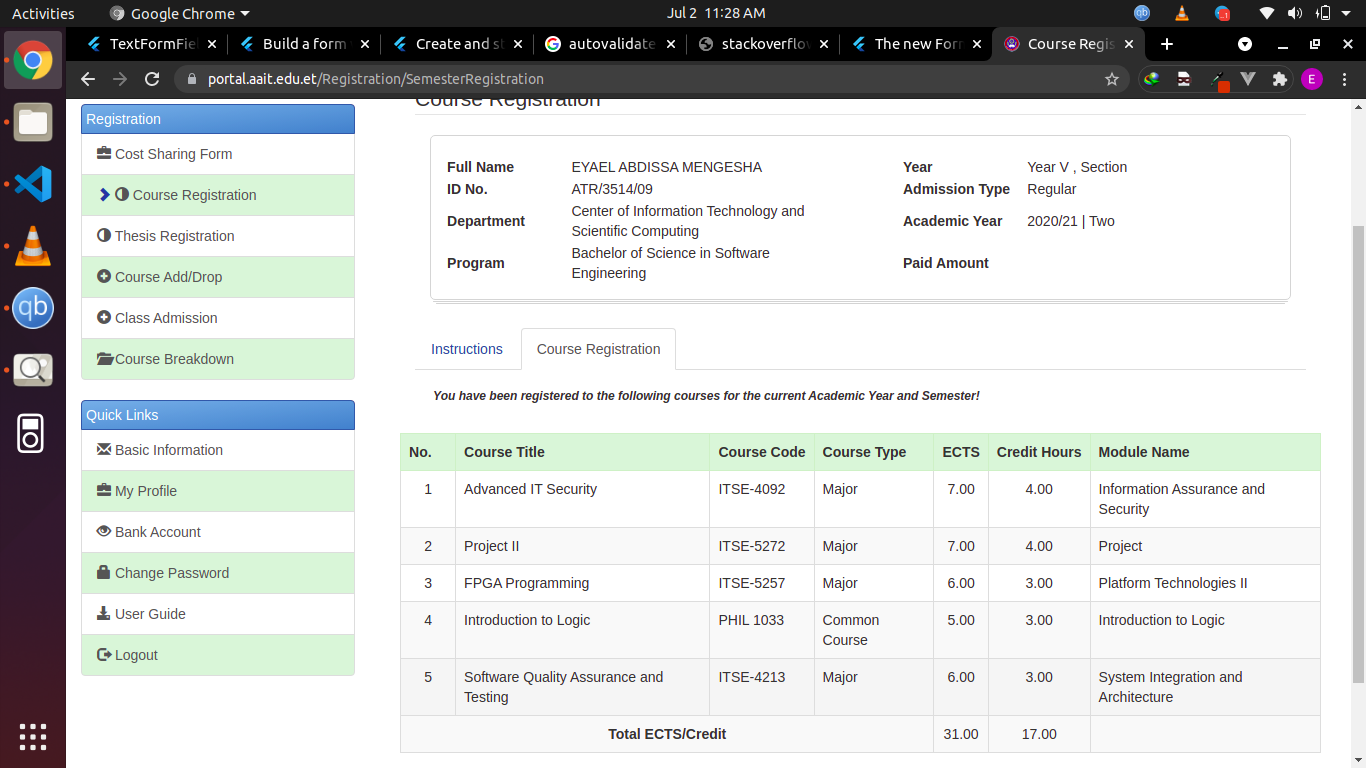 Activities
Google Chrome
Jul 2 11:28 AM
TextFormFie
Build a form
Create and st
autovalidate
stackoverflo
The new For
Course Regis
portal.aait.edu.et/Registration/SemesterRegistration
E
Registration
Cost Sharing Form
Course Registration
Thesis Registration
Course Add/Drop
Class Admission
Course Breakdown
Quick Links
Basic Information
My Profile
Bank Account
Change Password
User Guide
Logout
Course Registration
Full Name EYAEL ABDISSA MENGESHA Year Year V , Section
ID No. ATR/3514/09 Admission Type Regular
Department Center of Information Technology and Scientific Computing Academic Year 2020/21 | Two
Program Bachelor of Science in Software Engineering Paid Amount
Instructions Course Registration
You have been registered to the following courses for the current Academic Year and Semester!
No. Course Title Course Code Course Type ECTS Credit Hours Module Name
1 Advanced IT Security ITSE-4092 Major 7.00 4.00 Information Assurance and Security
2 Project II ITSE-5272 Major 7.00 4.00 Project
3 FPGA Programming ITSE-5257 Major 6.00 3.00 Platform Technologies II
4 Introduction to Logic PHIL 1033 Common Course 5.00 3.00 Introduction to Logic
5 Software Quality Assurance and Testing ITSE-4213 Major 6.00 3.00 System Integration and Architecture
Total ECTS/Credit 31.00 17.00
qb